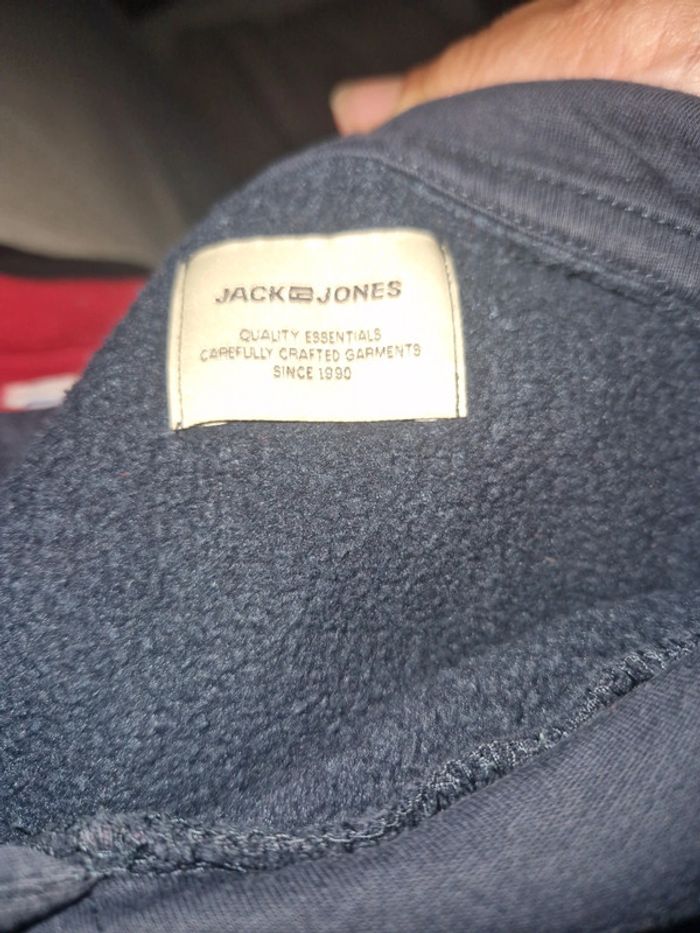 JACK JONES
QUALITY ESSENTIALS
CAREFULLY CRAFTED GARMENTS
SINCE 1990